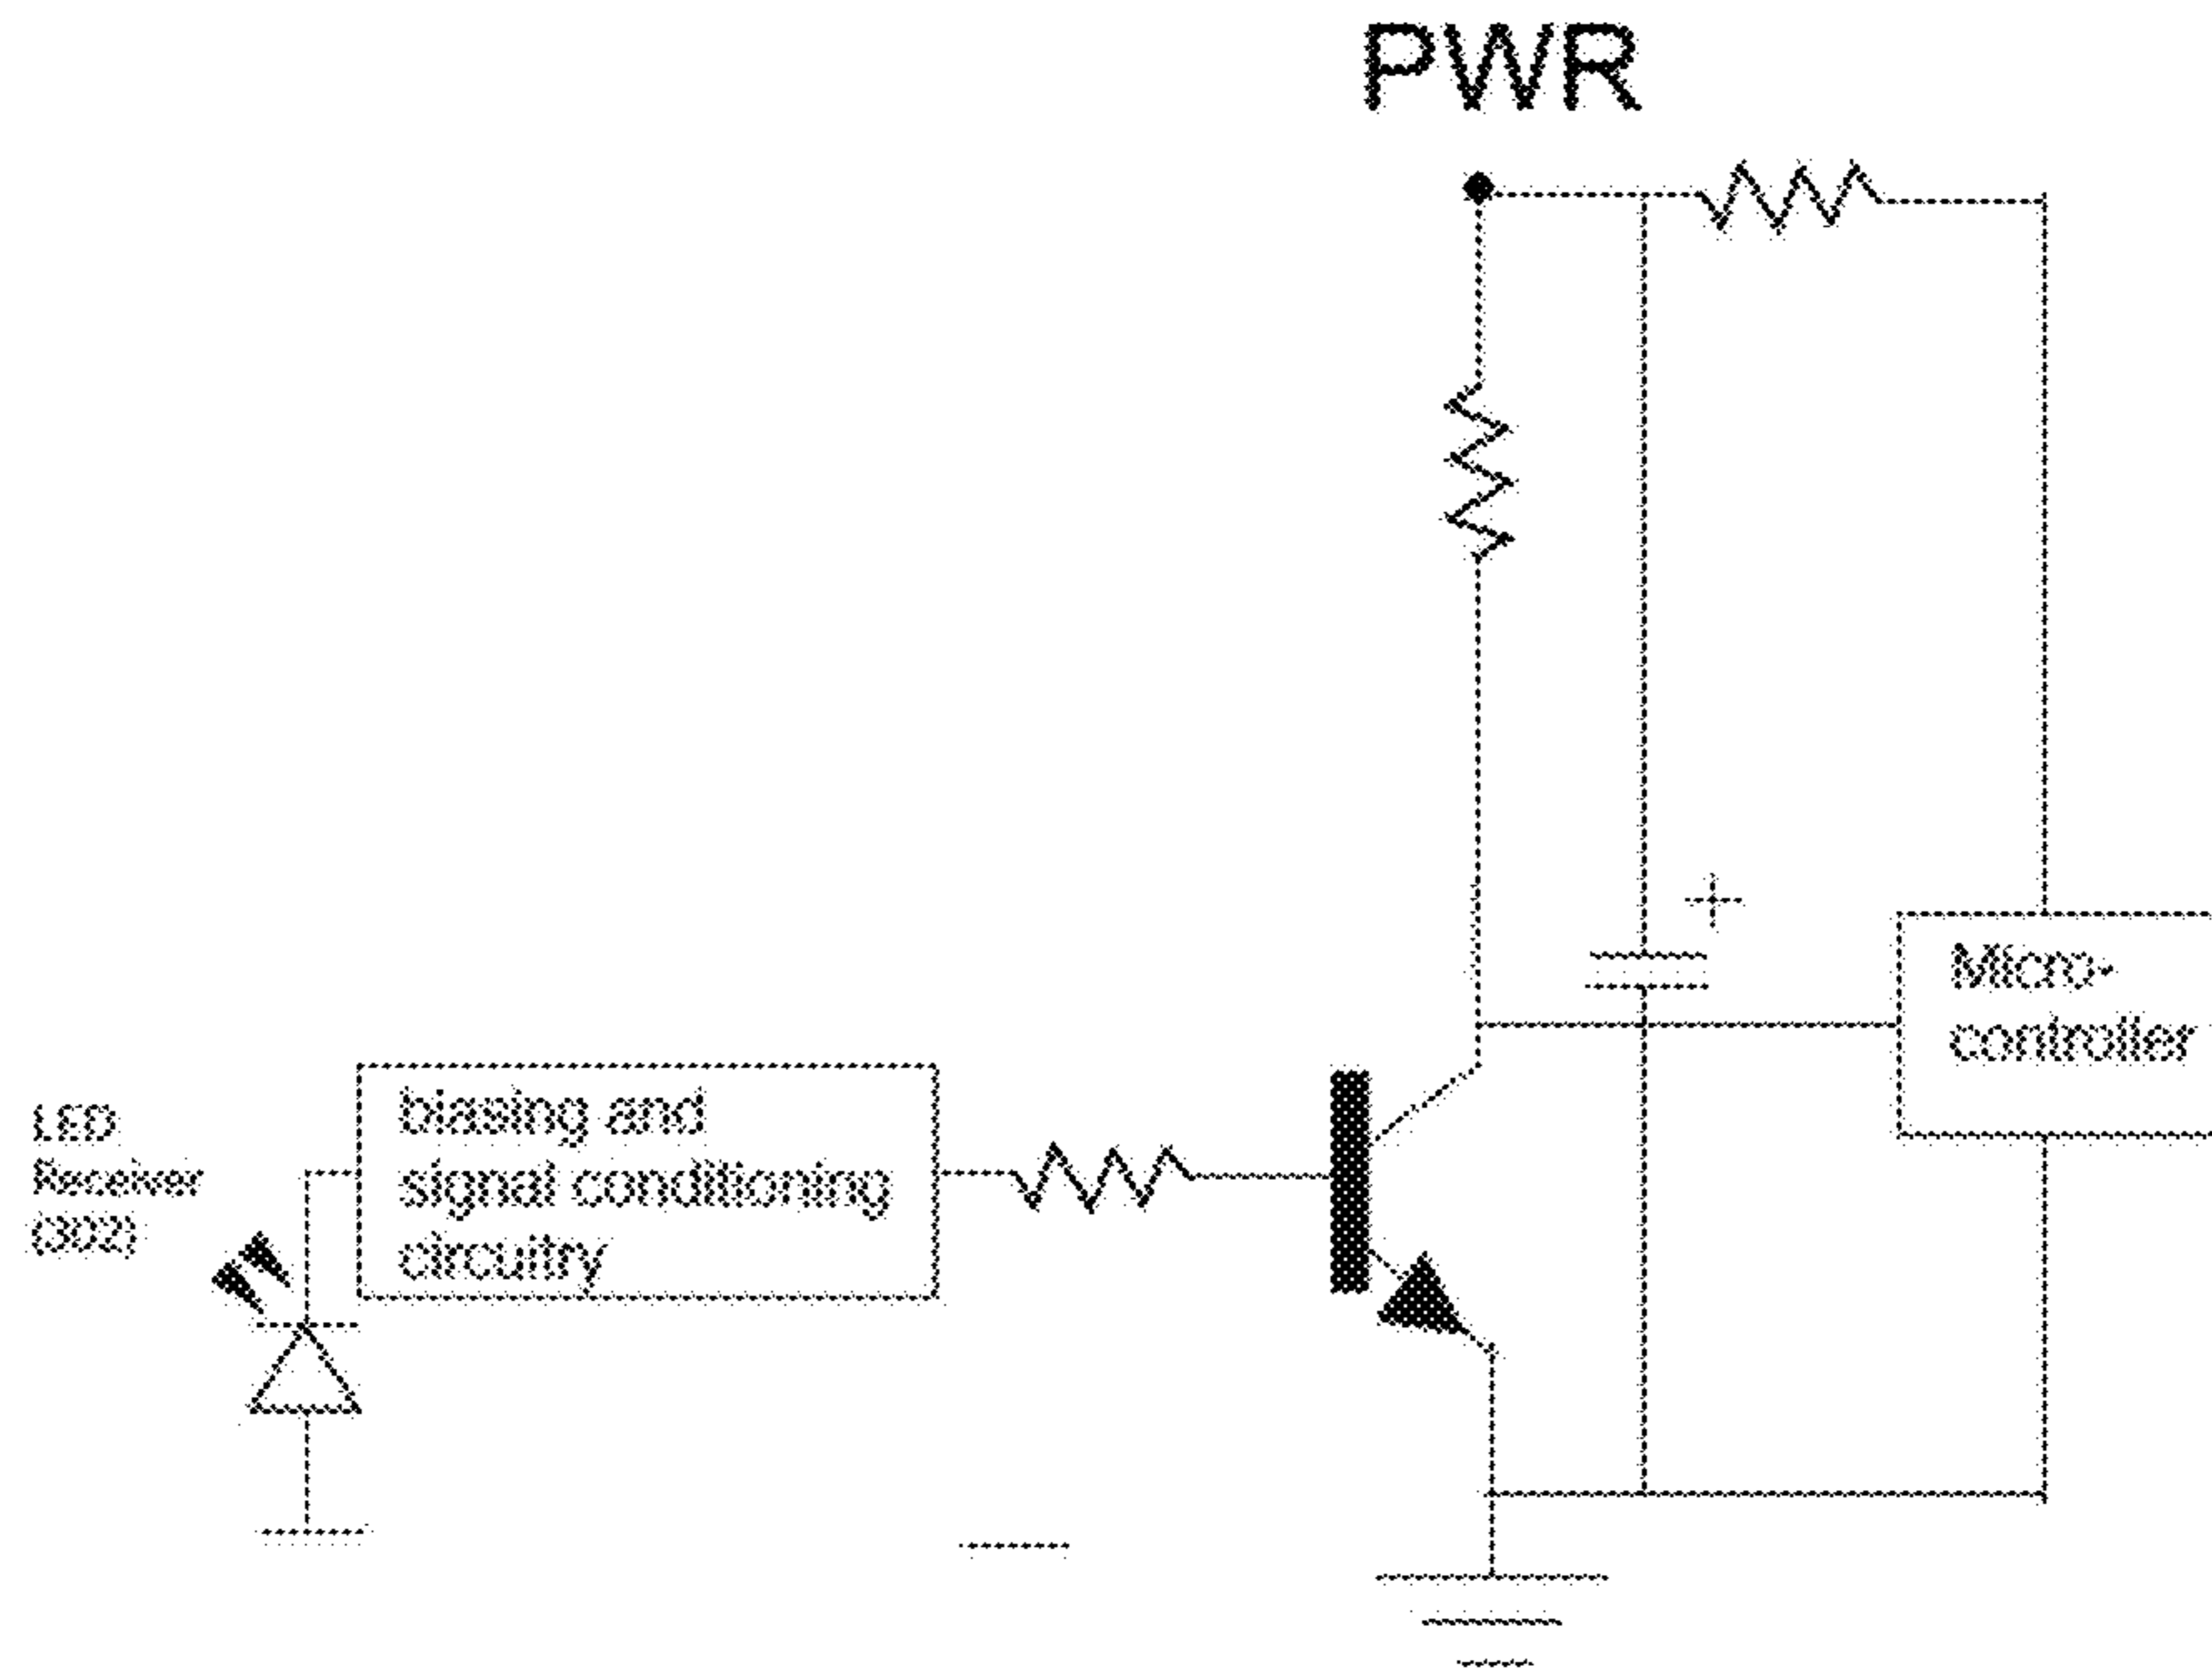 PWR
+
Micro-
controller
LED
Receiver
(302)
biasing and
signal conditioning
circuitry